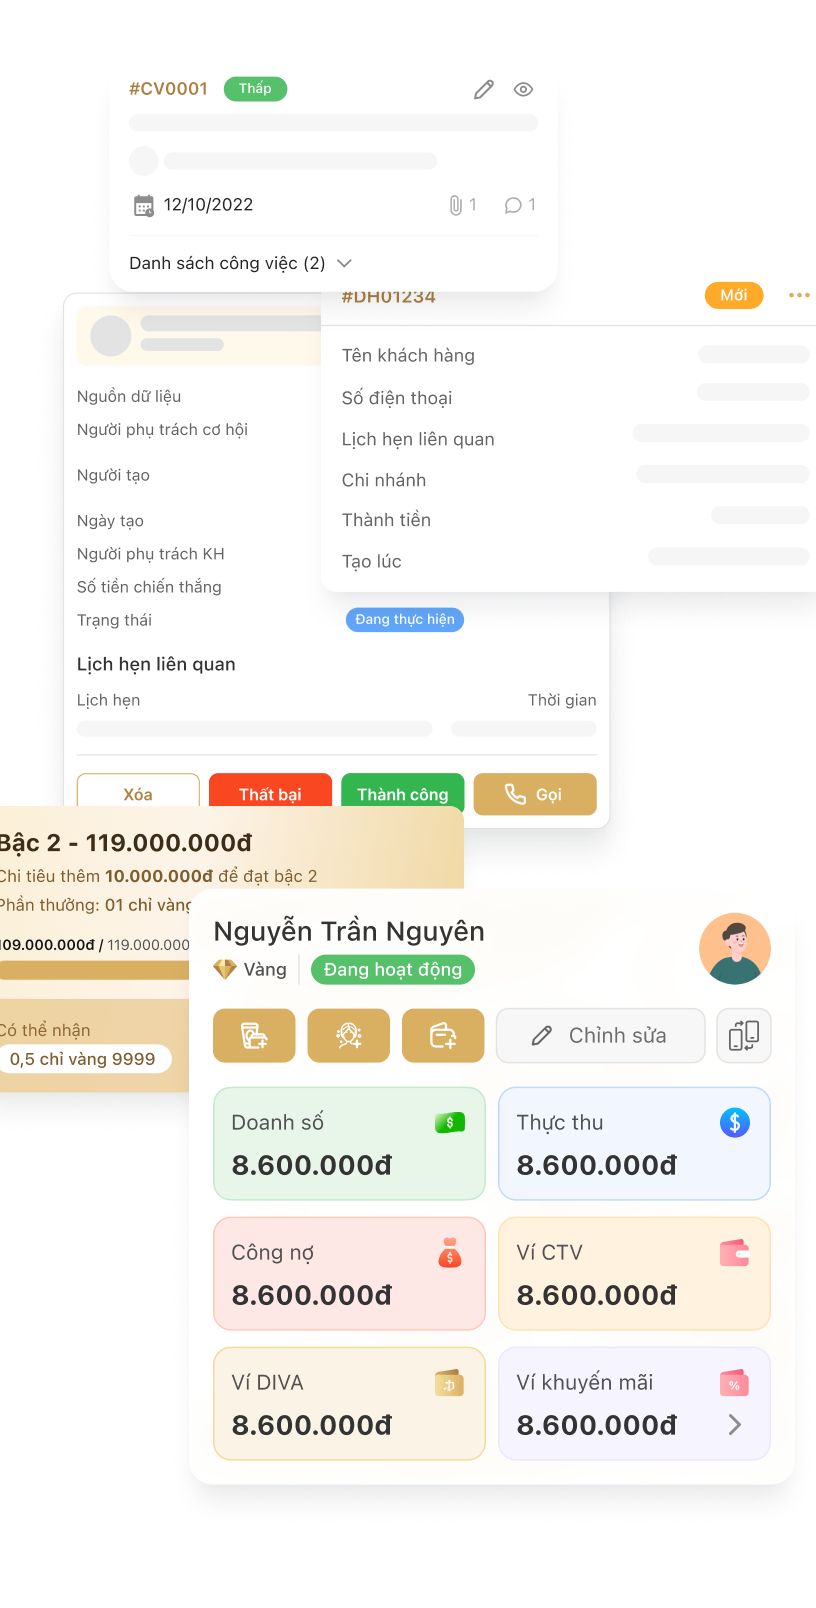 #CV0001 Thấp
12/10/2022 1 1
Danh sách công việc (2)
#DH01234 Mới
Tên khách hàng
Số điện thoại
Lịch hẹn liên quan
Chi nhánh
Thành tiền
Tạo lúc
Nguồn dữ liệu
Người phụ trách cơ hội
Người tạo
Ngày tạo
Người phụ trách KH
Số tiền chiến thắng
Trạng thái Đang thực hiện
Lịch hẹn liên quan
Lịch hẹn Thời gian
Xóa Thất bại Thành công Gọi
Bậc 2 - 119.000.000đ
Chi tiêu thêm 10.000.000đ để đạt bậc 2
Phần thưởng: 01 chỉ vàng
109.000.000đ / 119.000.000
Có thể nhận
0,5 chỉ vàng 9999
Nguyễn Trần Nguyên
Vàng Đang hoạt động
Chỉnh sửa
Doanh số
8.600.000đ
Thực thu
8.600.000đ
Công nợ
8.600.000đ
Ví CTV
8.600.000đ
Ví DIVA
8.600.000đ
Ví khuyến mãi
8.600.000đ